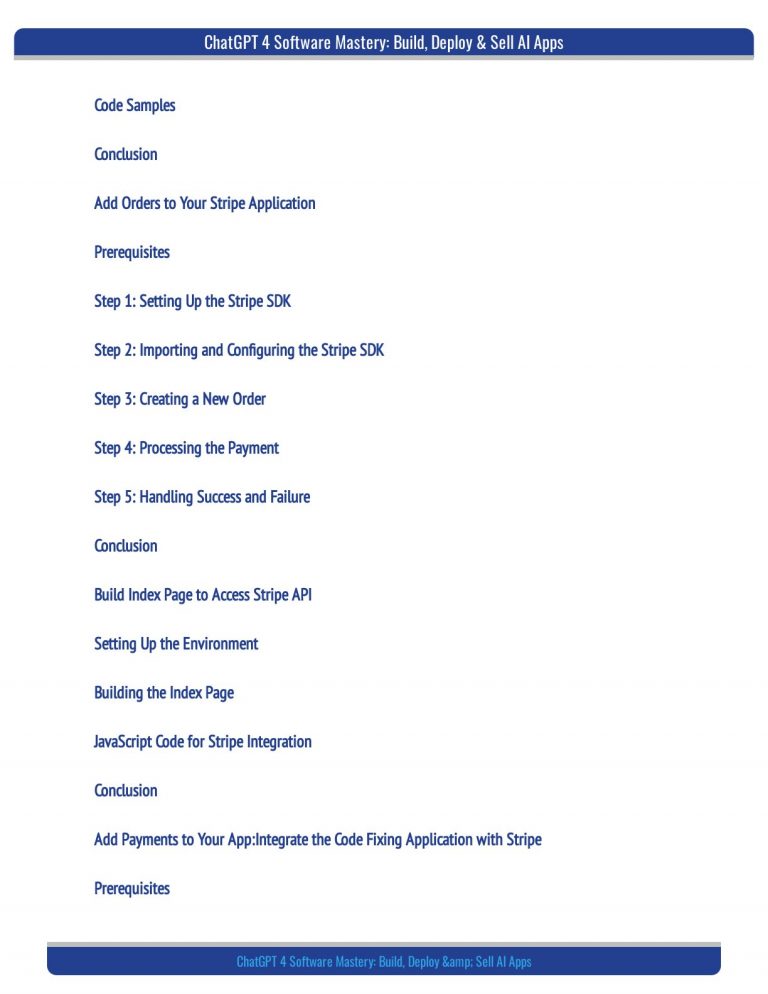 ChatGPT 4 Software Mastery: Build, Deploy & Sell AI Apps
Code Samples
Conclusion
Add Orders to Your Stripe Application
Prerequisites
Step 1: Setting Up the Stripe SDK
Step 2: Importing and Configuring the Stripe SDK
Step 3: Creating a New Order
Step 4: Processing the Payment
Step 5: Handling Success and Failure
Conclusion
Build Index Page to Access Stripe API
Setting Up the Environment
Building the Index Page
JavaScript Code for Stripe Integration
Conclusion
Add Payments to Your App:Integrate the Code Fixing Application with Stripe
Prerequisites
ChatGPT 4 Software Mastery: Build, Deploy &amp; Sell AI Apps